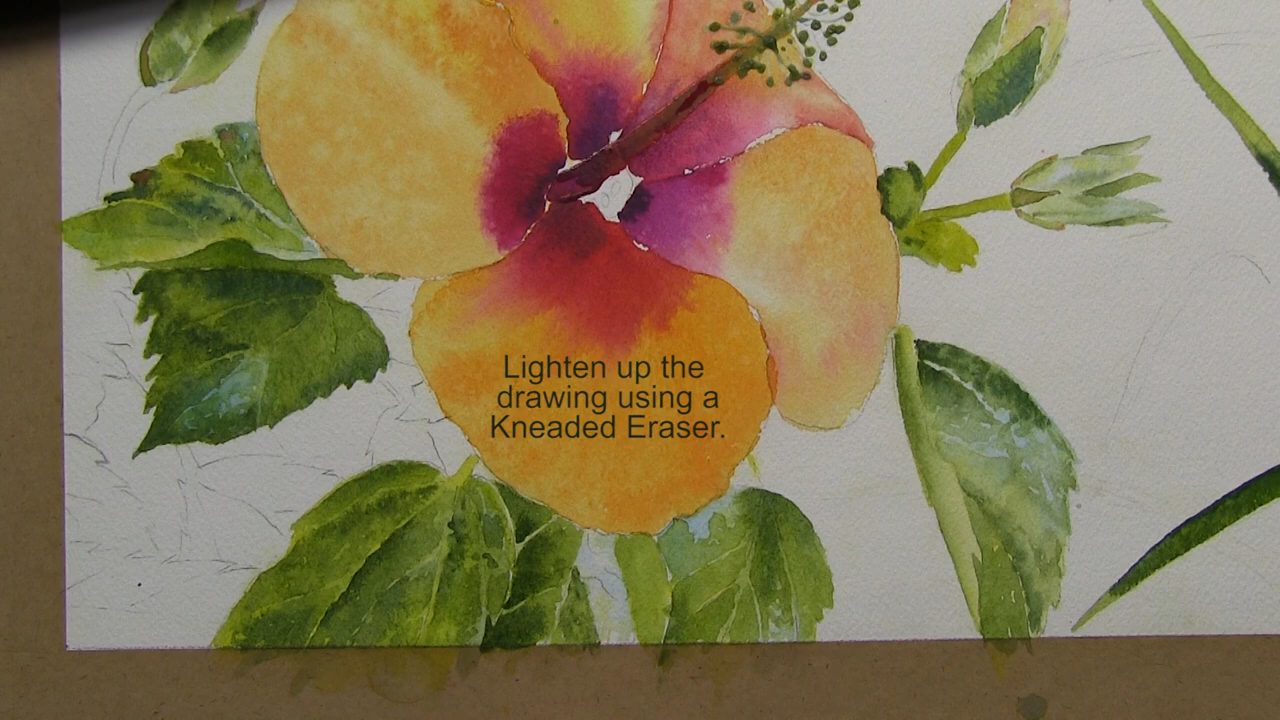 Lighten up the
drawing using a
Kneaded Eraser.